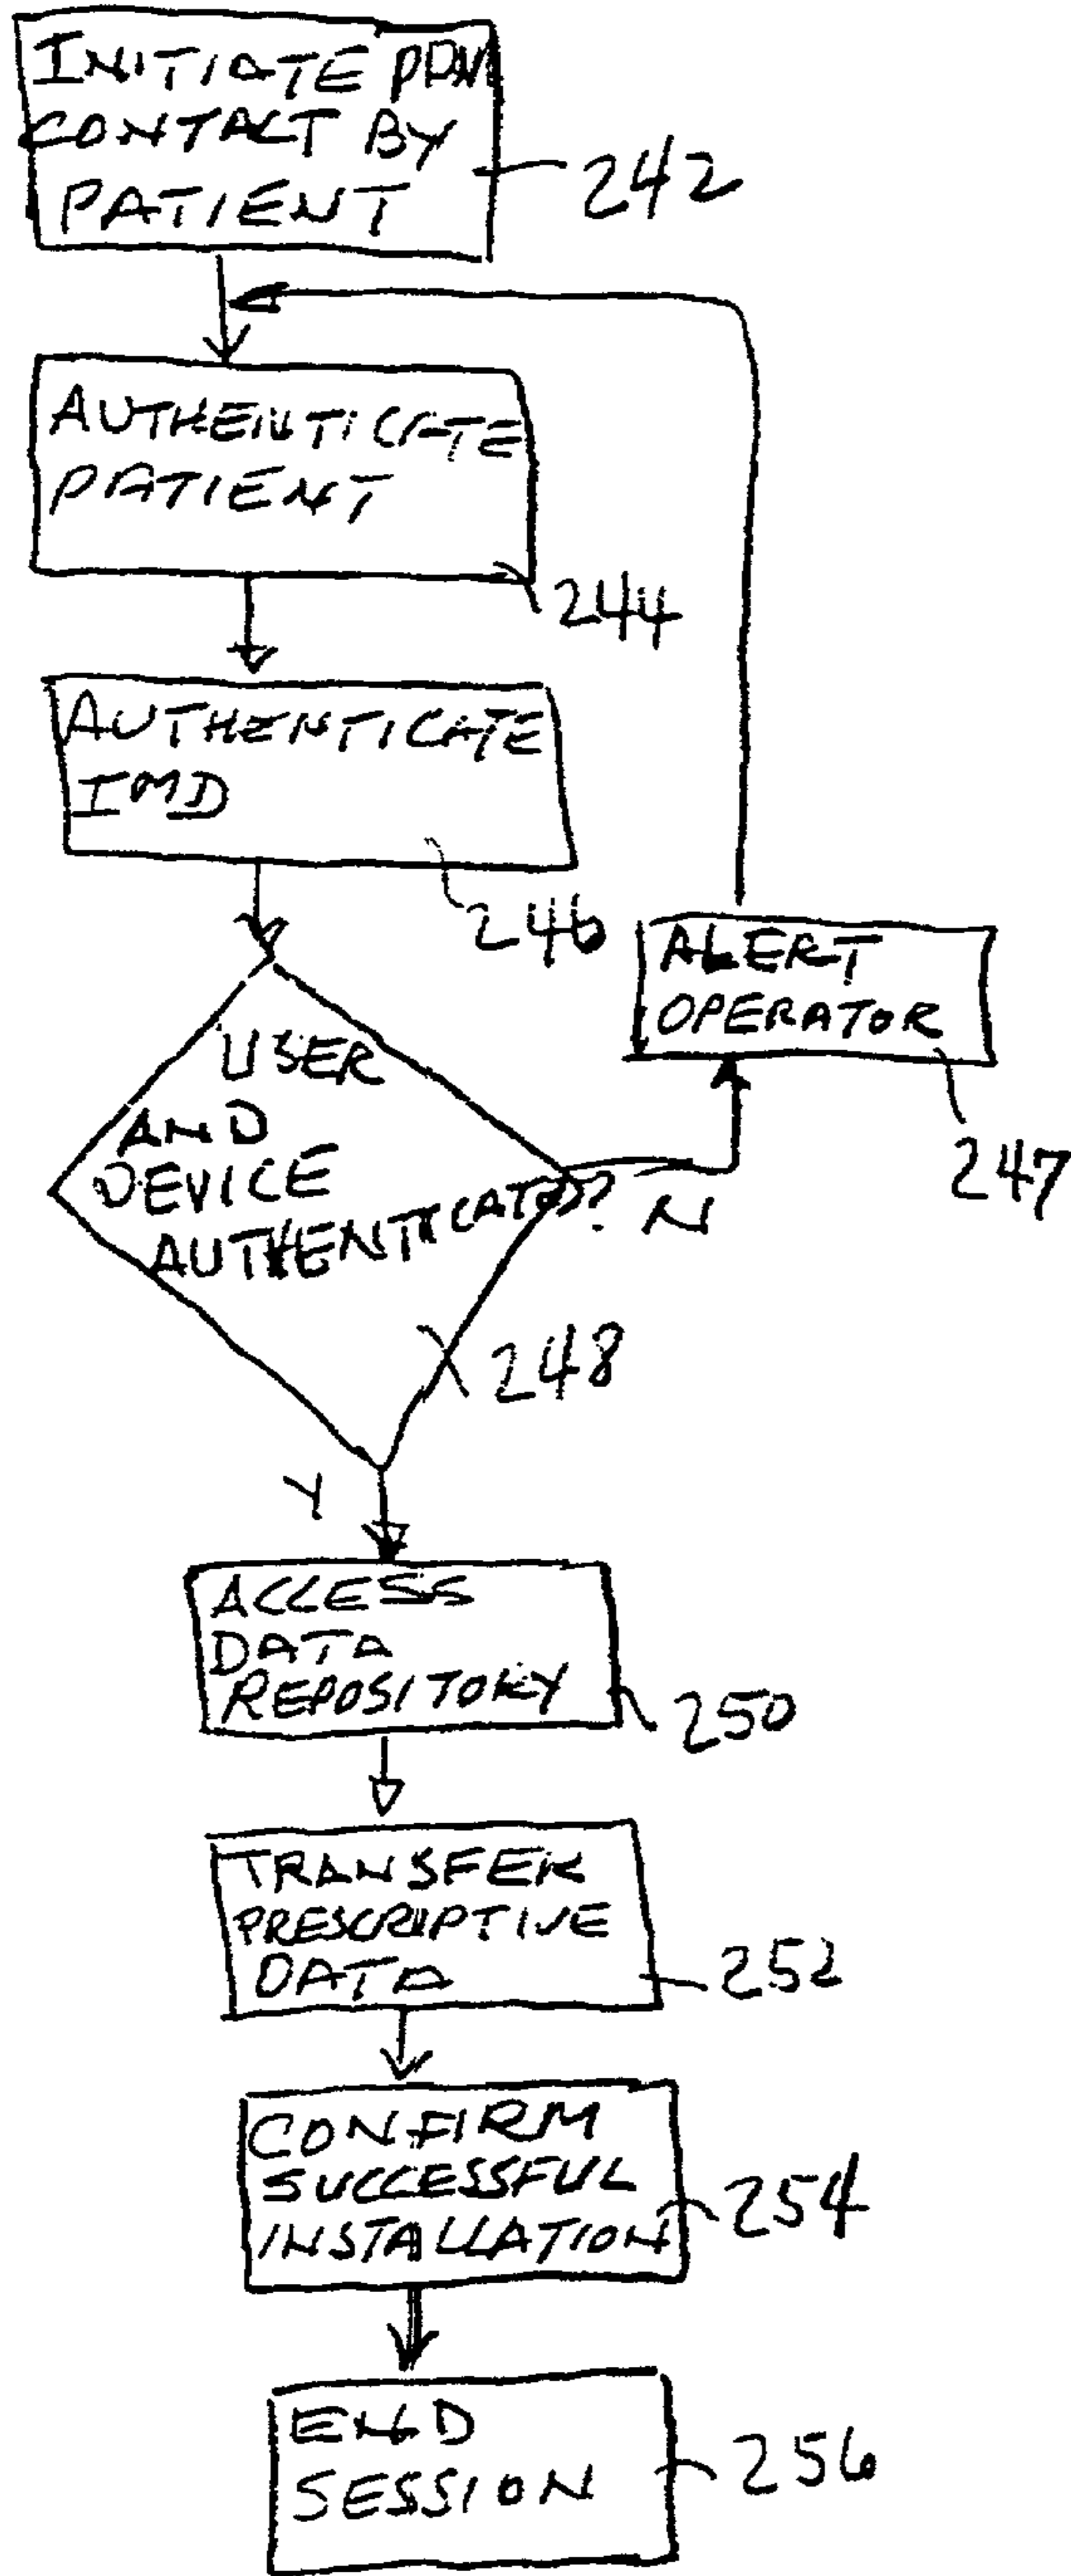 INITIATE
CONTACT BY
PATIENT
242
AUTHENTICATE
PATIENT
244
AUTHENTICATE
IMD
246
ALERT
OPERATOR
247
USER
AND
DEVICE
AUTHENTICATED?
N
248
Y
ACCESS
DATA
REPOSITORY
250
TRANSFER
PRESCRIPTIVE
DATA
252
CONFIRM
SUCCESSFUL
INSTALLATION
254
END
SESSION
256